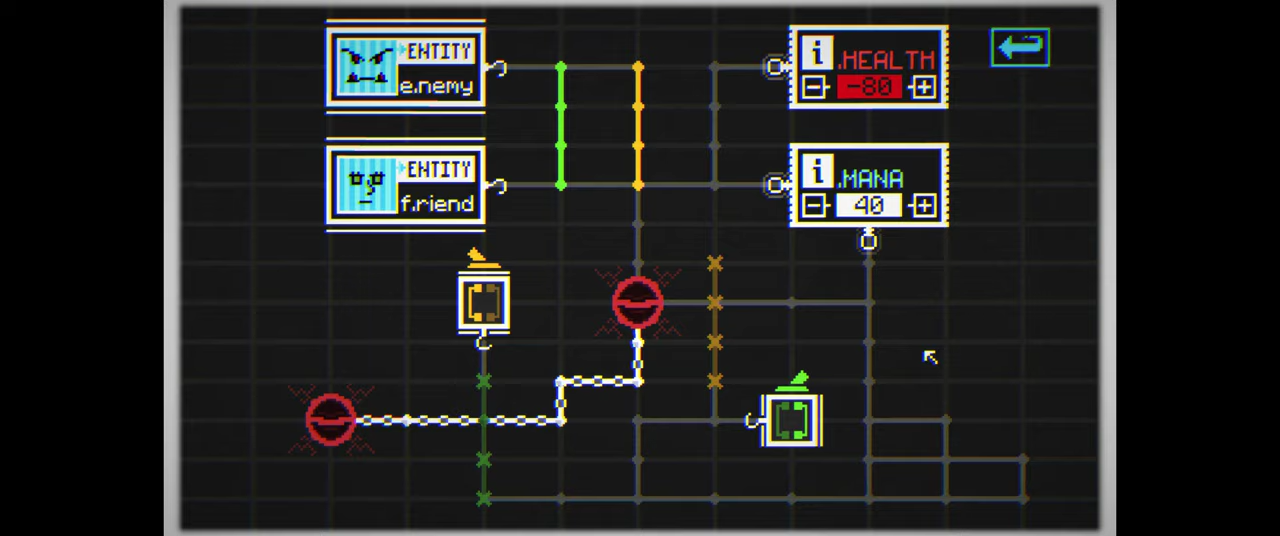 ENTITY
e.nemy
i .HEALTH
- -80 +
ENTITY
f.riend
i .MANA
- 40 +